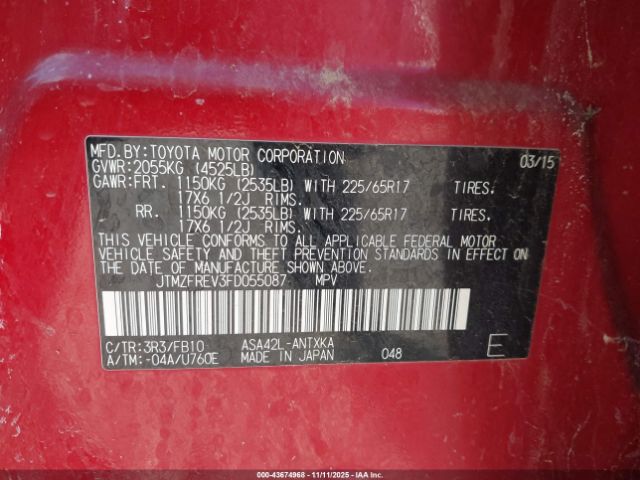 MFD.BY:TOYOTA MOTOR CORPORATION 03/15
GVWR:2055KG (4525LB)
GAWR:FRT. 1150KG (2535LB) WITH 225/65R17 TIRES.
17X6 1/2J RIMS.
RR. 1150KG (2535LB) WITH 225/65R17 TIRES.
17X6 1/2J RIMS.
THIS VEHICLE CONFORMS TO ALL APPLICABLE FEDERAL MOTOR
VEHICLE SAFETY AND THEFT PREVENTION STANDARDS IN EFFECT ON
THE DATE OF MANUFACTURE SHOWN ABOVE.
JTMZFREV3FD055087 MPV
C/TR:3R3/FB10 ASA42L-ANTXKA
A/TM:-04A/U760E MADE IN JAPAN 048 E
000-43674968 - 11/11/2025 - iaai.com